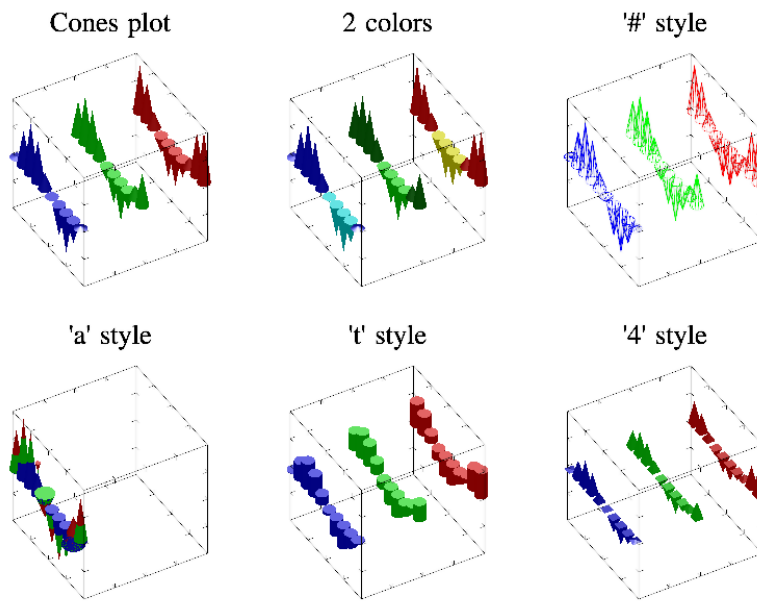 Cones plot
2 colors
'#' style
'a' style
't' style
'4' style